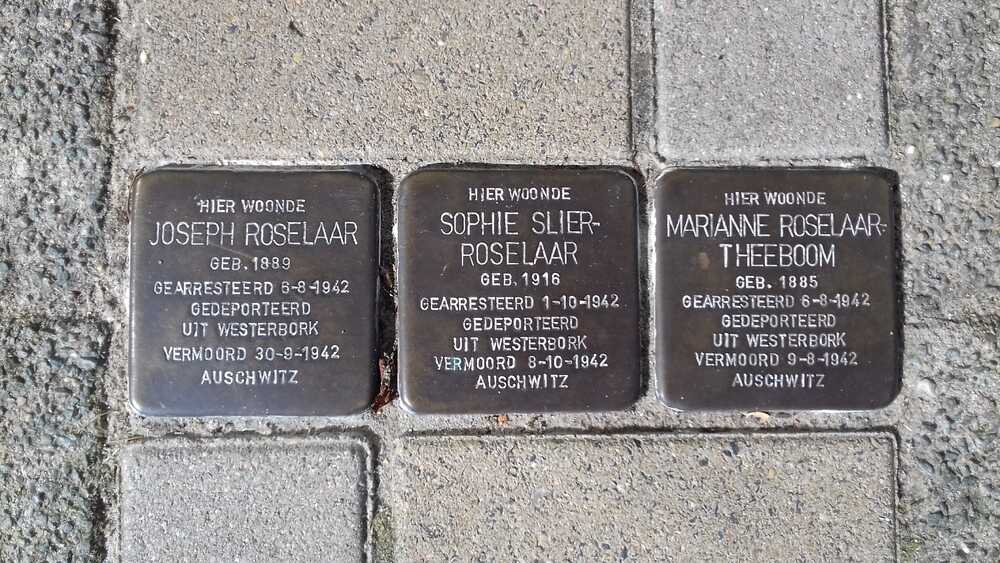 HIER WOONDE
JOSEPH ROSELAAR
GEB. 1889
GEARRESTEERD 6-8-1942
GEDEPORTEERD
UIT WESTERBORK
VERMOORD 30-9-1942
AUSCHWITZ
HIER WOONDE
SOPHIE SLIER-
ROSELAAR
GEB. 1916
GEARRESTEERD 1-10-1942
GEDEPORTEERD
UIT WESTERBORK
VERMOORD 8-10-1942
AUSCHWITZ
HIER WOONDE
MARIANNE ROSELAAR-
THEEBOOM
GEB. 1885
GEARRESTEERD 6-8-1942
GEDEPORTEERD
UIT WESTERBORK
VERMOORD 9-8-1942
AUSCHWITZ